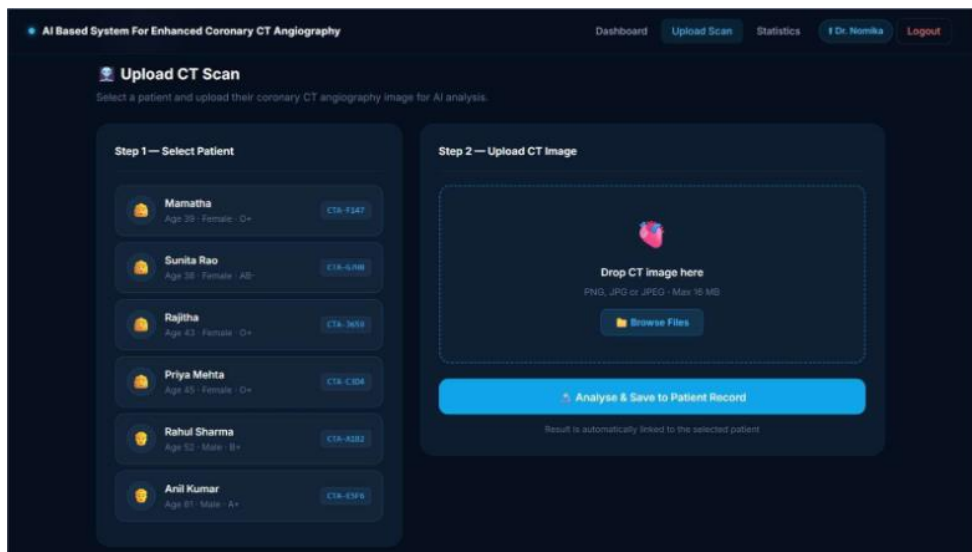 AI Based System For Enhanced Coronary CT Angiography
Dashboard
Upload Scan
Statistics
Dr. Nomika
Logout
Upload CT Scan
Select a patient and upload their coronary CT angiography image for AI analysis.
Step 1 — Select Patient
Mamatha
Age 39 · Female · O+
CTA-F147
Sunita Rao
Age 38 · Female · AB-
Rajitha
Age 43 · Female · O+
Priya Mehta
Age 45 · Female · O+
CTA-C3D4
Rahul Sharma
Age 52 · Male · B+
Anil Kumar
Age 61 · Male · A+
CTA-E5F6
Step 2 — Upload CT Image
Drop CT image here
PNG, JPG or JPEG · Max 16 MB
Browse Files
Analyse & Save to Patient Record
Result is automatically linked to the selected patient